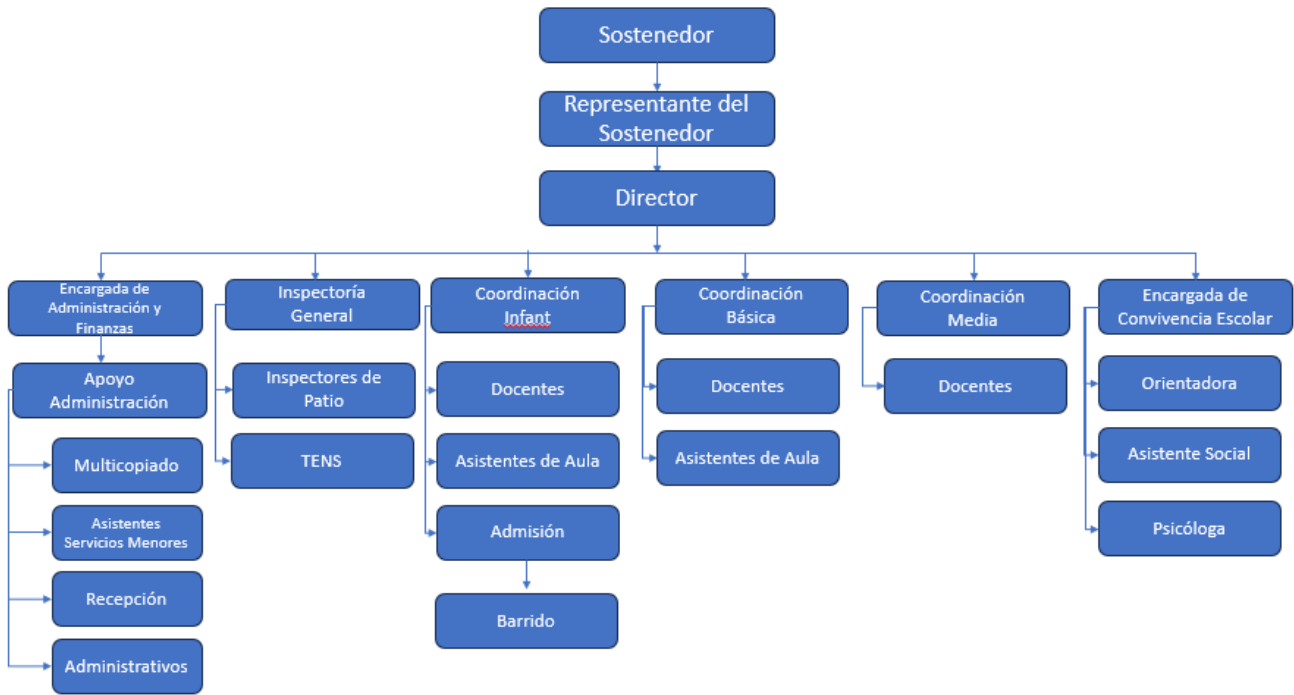 Sostenedor
Representante del
Sostenedor
Director
Encargada de
Administración y
Finanzas
Inspectoría
General
Coordinación
Infant
Coordinación
Básica
Coordinación
Media
Encargada de
Convivencia Escolar
Apoyo
Administración
Inspectores de
Patio
Docentes
Docentes
Docentes
Orientadora
Multicopiado
TENS
Asistentes de Aula
Asistentes de Aula
Asistente Social
Asistentes
Servicios Menores
Admisión
Psicóloga
Recepción
Barrido
Administrativos